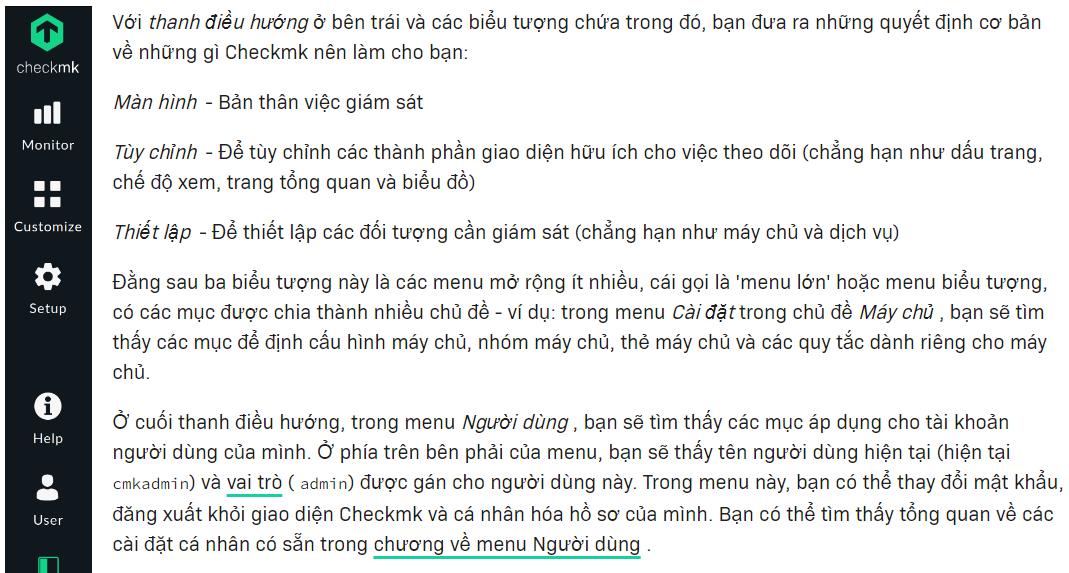 checkmk
Monitor
Customize
Setup
Help
User
Với thanh điều hướng ở bên trái và các biểu tượng chứa trong đó, bạn đưa ra những quyết định cơ bản
về những gì Checkmk nên làm cho bạn:
Màn hình - Bản thân việc giám sát
Tùy chỉnh - Để tùy chỉnh các thành phần giao diện hữu ích cho việc theo dõi (chẳng hạn như dấu trang,
chế độ xem, trang tổng quan và biểu đồ)
Thiết lập - Để thiết lập các đối tượng cần giám sát (chẳng hạn như máy chủ và dịch vụ)
Đằng sau ba biểu tượng này là các menu mở rộng ít nhiều, cái gọi là 'menu lớn' hoặc menu biểu tượng,
có các mục được chia thành nhiều chủ đề - ví dụ: trong menu Cài đặt trong chủ đề Máy chủ , bạn sẽ tìm
thấy các mục để định cấu hình máy chủ, nhóm máy chủ, thẻ máy chủ và các quy tắc dành riêng cho máy
chủ.
Ở cuối thanh điều hướng, trong menu Người dùng , bạn sẽ tìm thấy các mục áp dụng cho tài khoản
người dùng của mình. Ở phía trên bên phải của menu, bạn sẽ thấy tên người dùng hiện tại (hiện tại
cmkadmin) và vai trò ( admin) được gán cho người dùng này. Trong menu này, bạn có thể thay đổi mật khẩu,
đăng xuất khỏi giao diện Checkmk và cá nhân hóa hồ sơ của mình. Bạn có thể tìm thấy tổng quan về các
cài đặt cá nhân có sẵn trong chương về menu Người dùng .